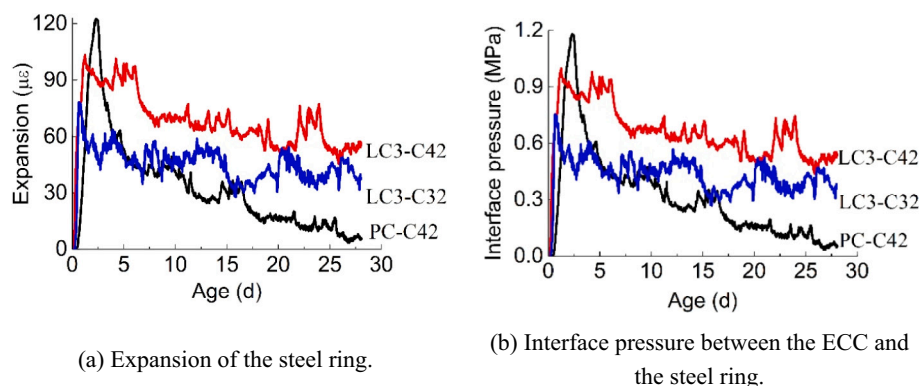 (a)
120
90
60
30
0
Expansion (με)
LC3-C42
LC3-C32
PC-C42
0 5 10 15 20 25 30
Age (d)
(a) Expansion of the steel ring.
(b)
1.2
0.9
0.6
0.3
0.0
Interface pressure (MPa)
LC3-C42
LC3-C32
PC-C42
0 5 10 15 20 25 30
Age (d)
(b) Interface pressure between the ECC and
the steel ring.